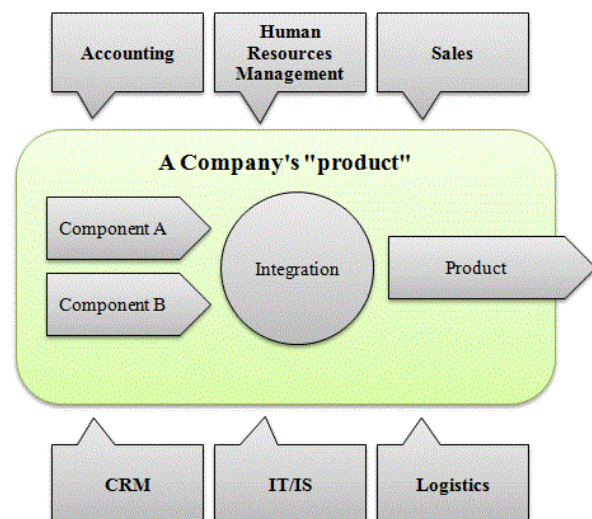 Accounting
Human
Resources
Management
Sales
A Company's "product"
Component A
Component B
Integration
Product
CRM
IT/IS
Logistics